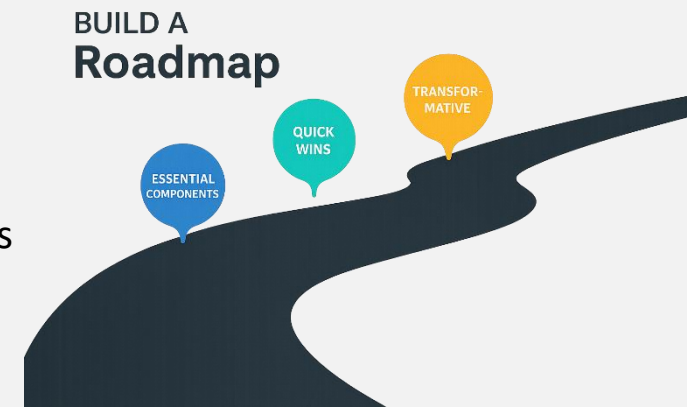 BUILD A
Roadmap
TRANSFOR-
MATIVE
QUICK
WINS
ESSENTIAL
COMPONENTS
s